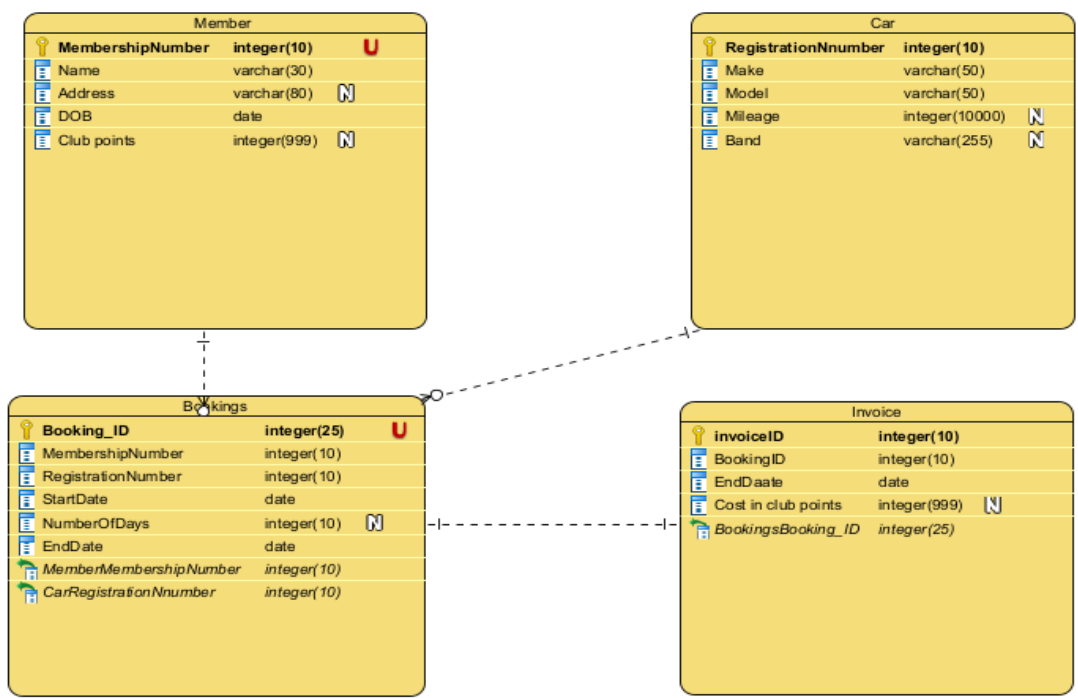 Member
MembershipNumber integer(10) U
Name varchar(30)
Address varchar(80) N
DOB date
Club points integer(999) N
Car
RegistrationNnumber integer(10)
Make varchar(50)
Model varchar(50)
Mileage integer(10000) N
Band varchar(255) N
Bookings
Booking_ID integer(25) U
MembershipNumber integer(10)
RegistrationNumber integer(10)
StartDate date
NumberOfDays integer(10) N
EndDate date
MemberMembershipNumber integer(10)
CarRegistrationNnumber integer(10)
Invoice
invoiceID integer(10)
BookingID integer(10)
EndDaate date
Cost in club points integer(999) N
BookingsBooking_ID integer(25)